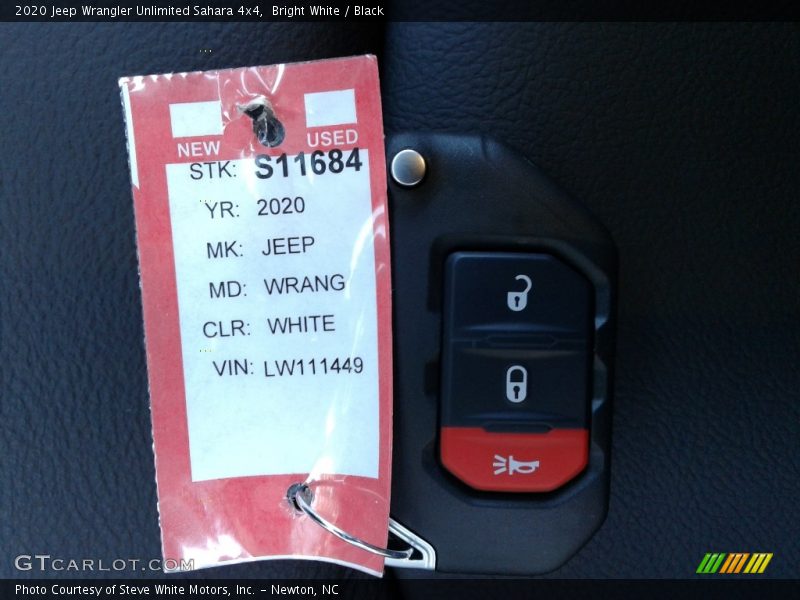 2020 Jeep Wrangler Unlimited Sahara 4x4, Bright White / Black
NEW USED
STK: S11684
YR: 2020
MK: JEEP
MD: WRANG
CLR: WHITE
VIN: LW111449
GTCARLOT.COM
Photo Courtesy of Steve White Motors, Inc. – Newton, NC